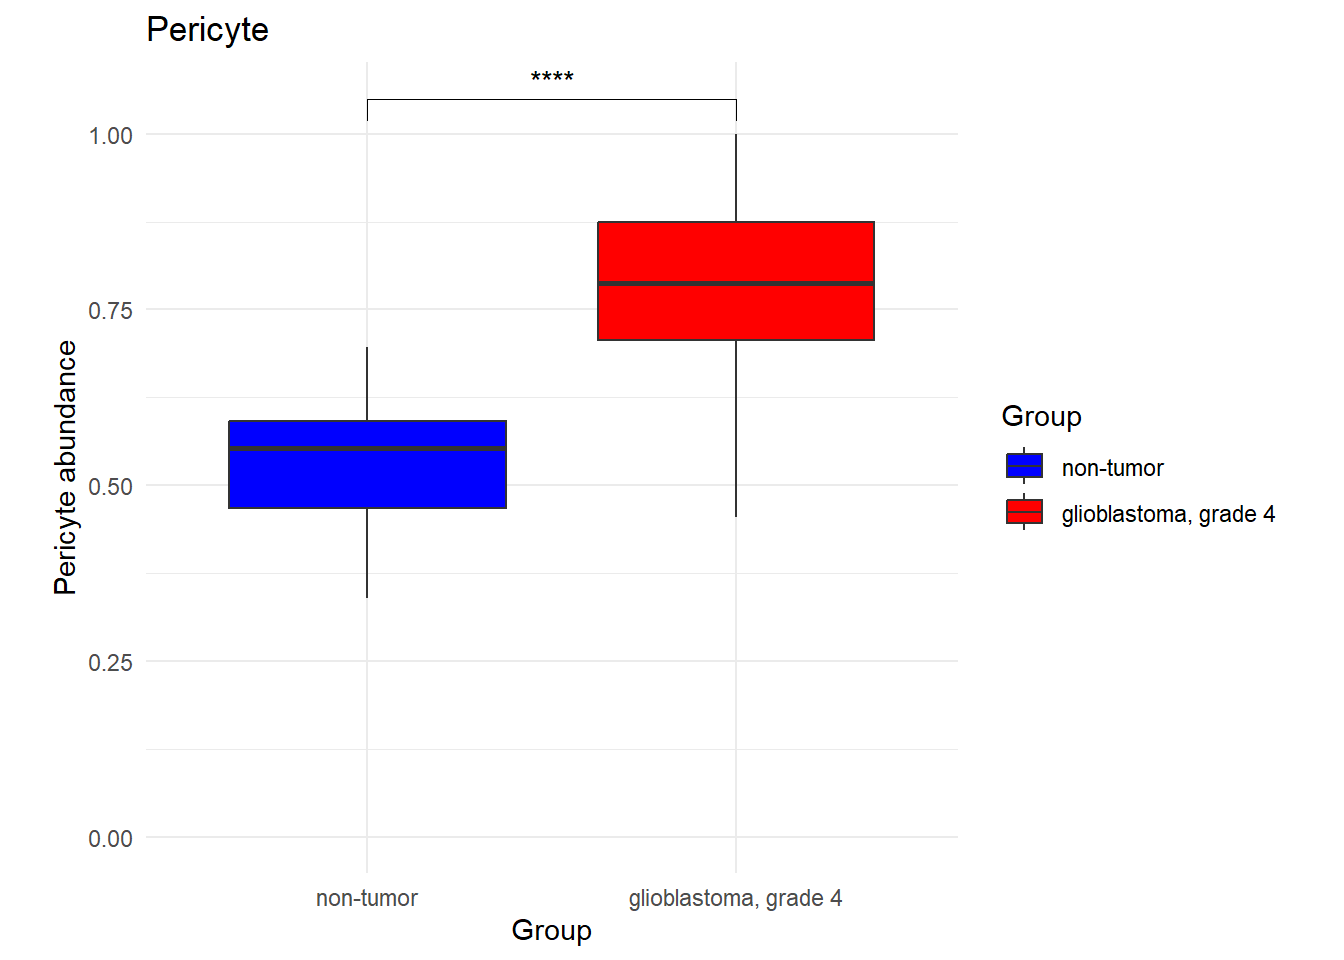 Pericyte
****
1.00
0.75
0.50
0.25
0.00
Pericyte abundance
non-tumor
glioblastoma, grade 4
Group
Group
non-tumor
glioblastoma, grade 4